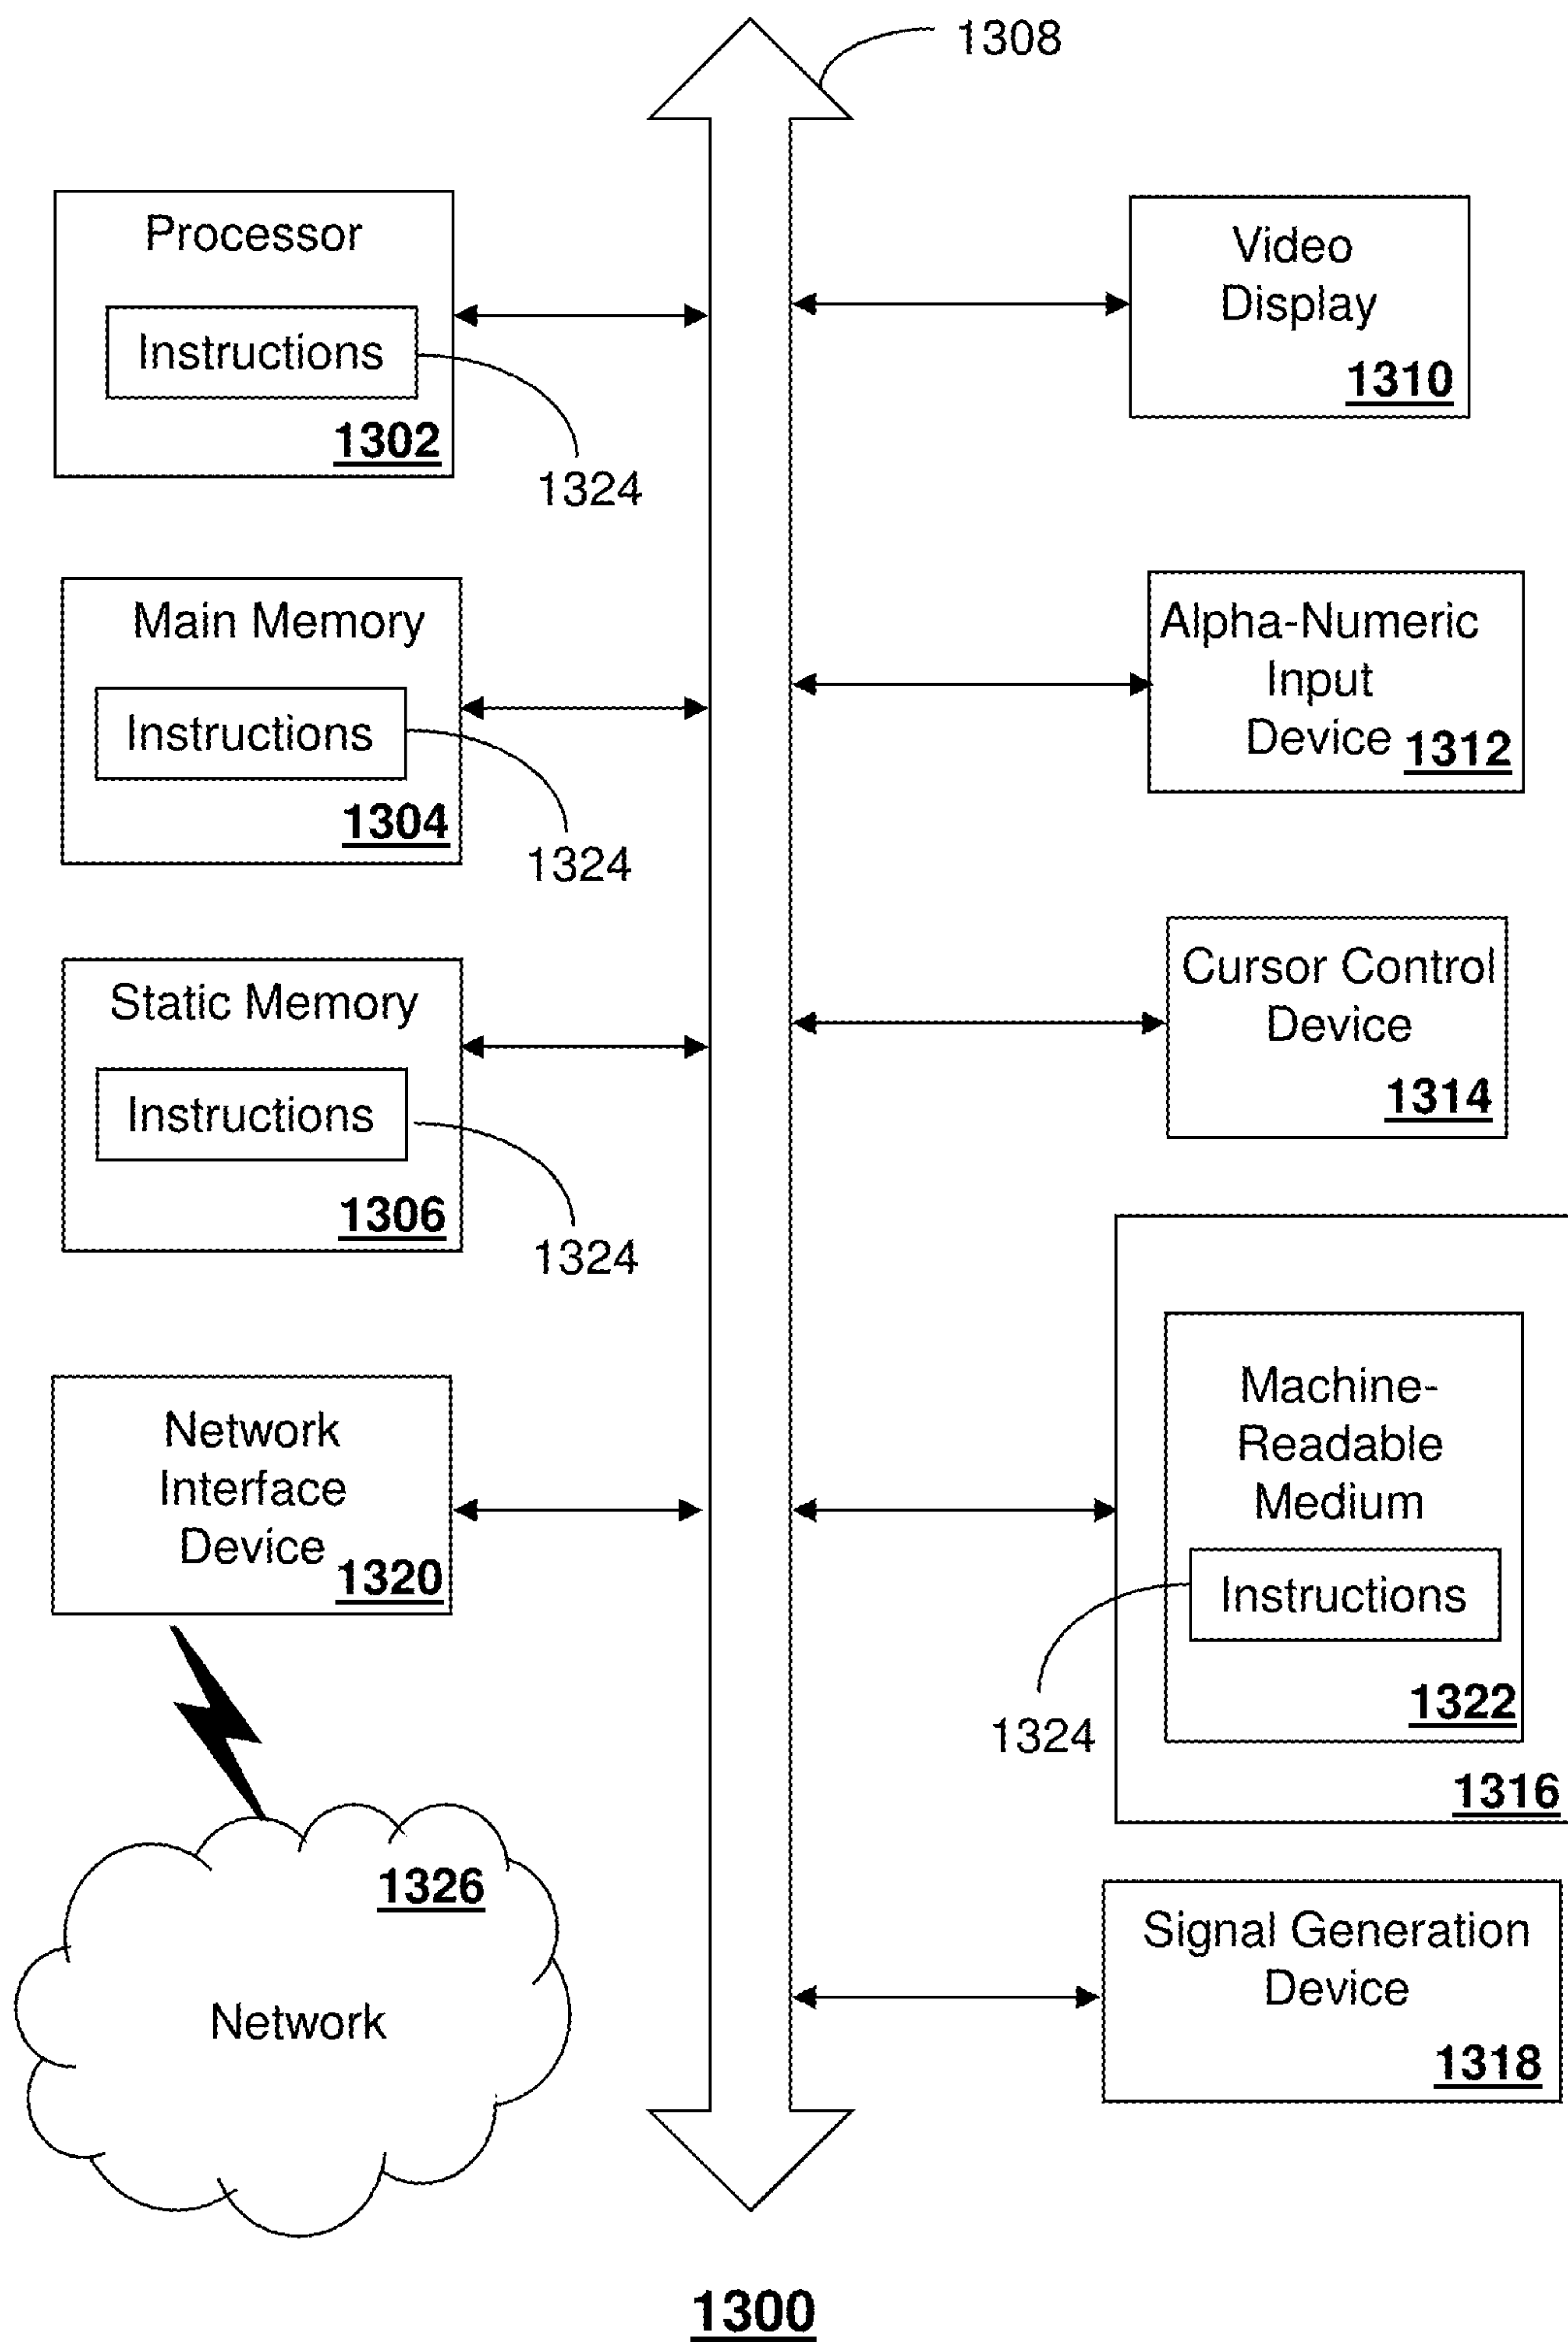 1308
Processor
Instructions
1302
1324
Main Memory
Instructions
1304
1324
Static Memory
Instructions
1306
1324
Network
Interface
Device
1320
1326
Network
Video
Display
1310
Alpha-Numeric
Input
Device 1312
Cursor Control
Device
1314
Machine-
Readable
Medium
Instructions
1322
1324
1316
Signal Generation
Device
1318
1300